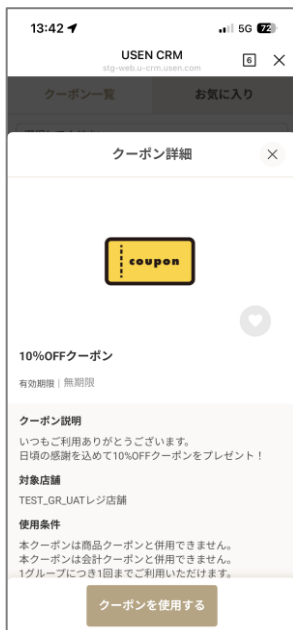 13:42
5G 72
USEN CRM
stg-web.u-crm.usen.com
6
クーポン一覧
お気に入り
クーポン詳細
coupon
10%OFFクーポン
有効期限 | 無期限
クーポン説明
いつもご利用ありがとうございます。
日頃の感謝を込めて10%OFFクーポンをプレゼント！
対象店舗
TEST_GR_UATレジ店舗
使用条件
本クーポンは商品クーポンと併用できません。
本クーポンは会計クーポンと併用できません。
1グループにつき1回までご利用いただけます。
クーポンを使用する